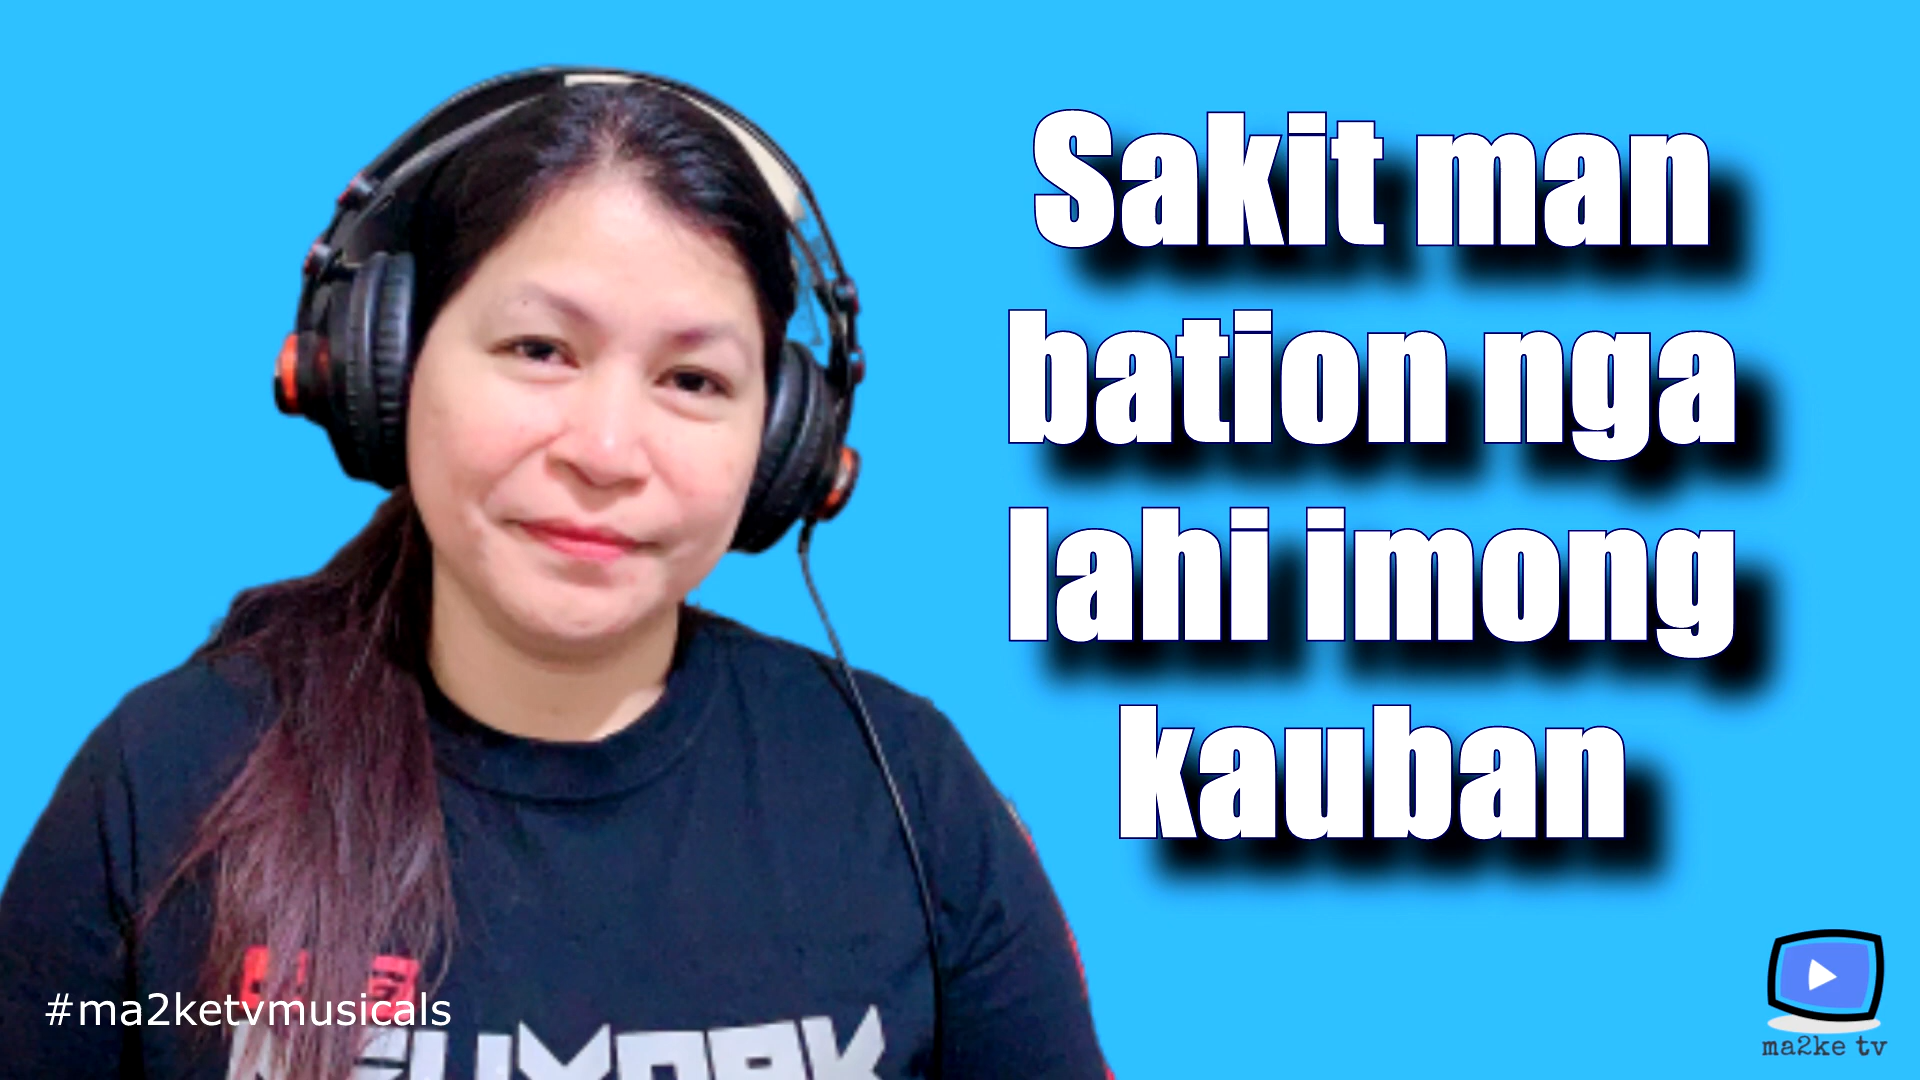 Sakit man
bation nga
lahi imong
kauban
#ma2ketvmusicals
ma2ke tv